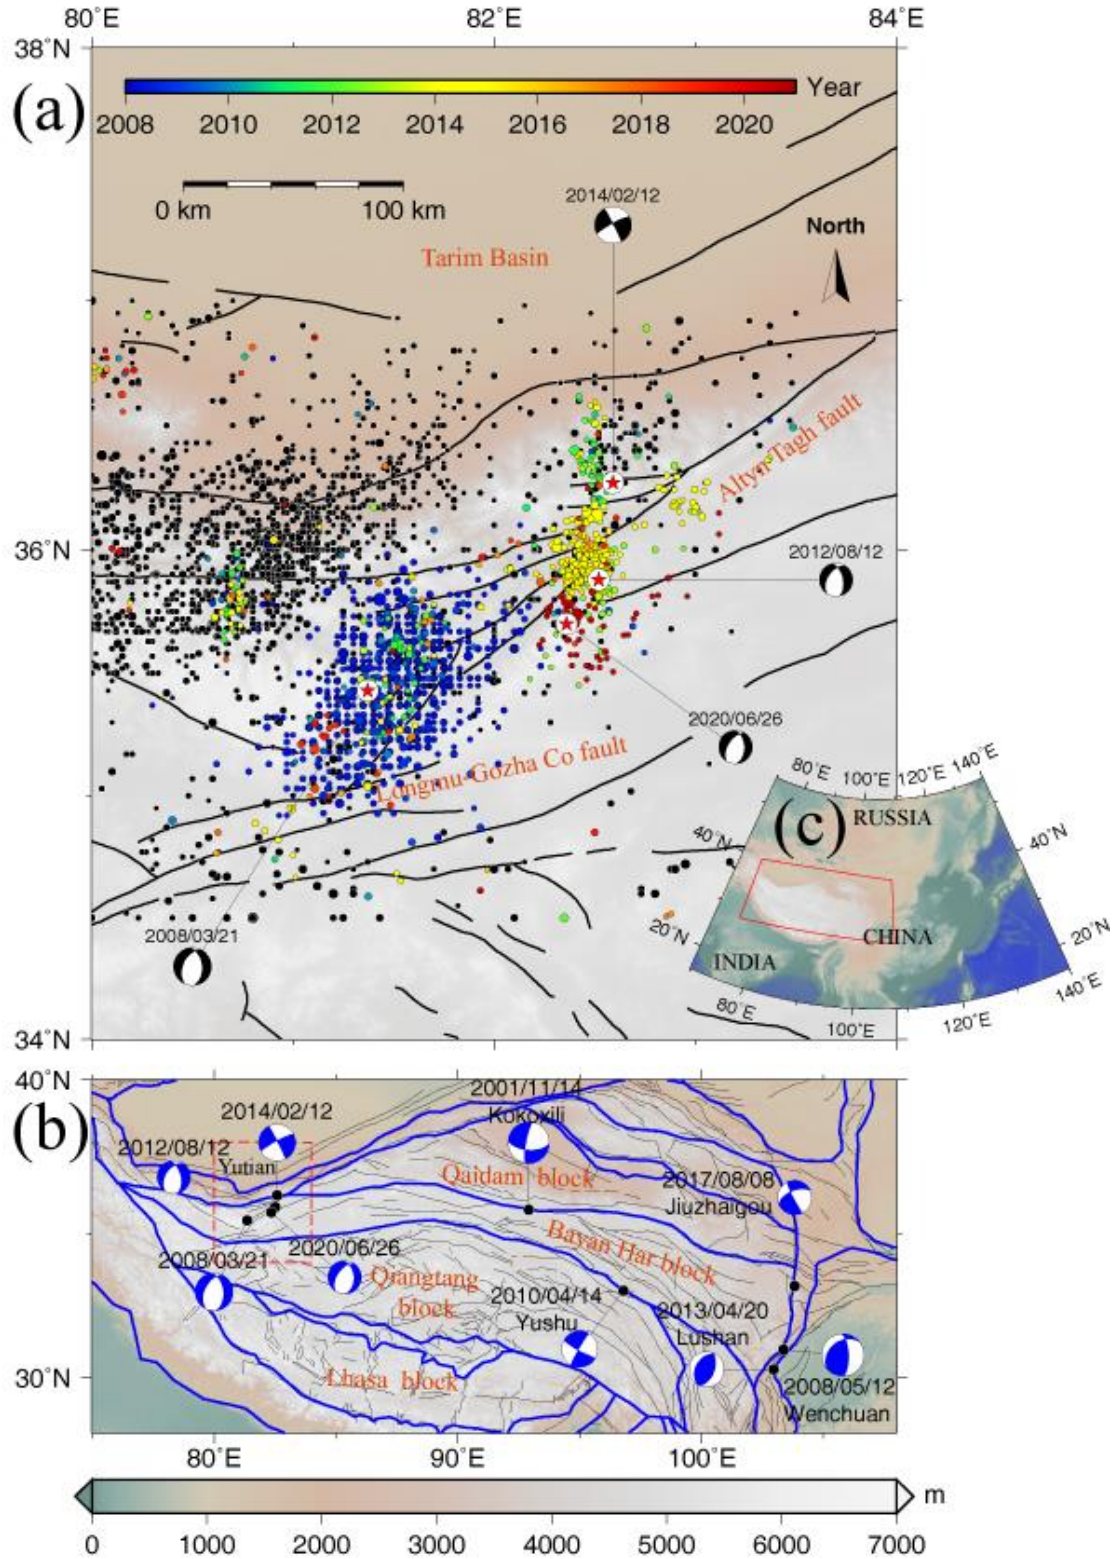 80°E 82°E 84°E
38°N
(a)
Year
2008 2010 2012 2014 2016 2018 2020
0 km 100 km
2014/02/12
North
Tarim Basin
Altyn Tagh fault
36°N
2012/08/12
2020/06/26
Longmu-Gozha Co fault
2008/03/21
34°N
(c)
80°E 100°E 120°E 140°E
RUSSIA
40°N 40°N
20°N
CHINA
INDIA
20°N
80°E 100°E 120°E 140°E
40°N
(b)
2001/11/14
Kokoxili
2014/02/12
2012/08/12
Yutian
Qaidam block
2017/08/08
Jiuzhaigou
Bayan Har block
2008/03/21
2020/06/26
Qiangtang
block
2010/04/14
Yushu
2013/04/20
Lushan
30°N
Lhasa block
2008/05/12
Wenchuan
80°E 90°E 100°E
m
0 1000 2000 3000 4000 5000 6000 7000